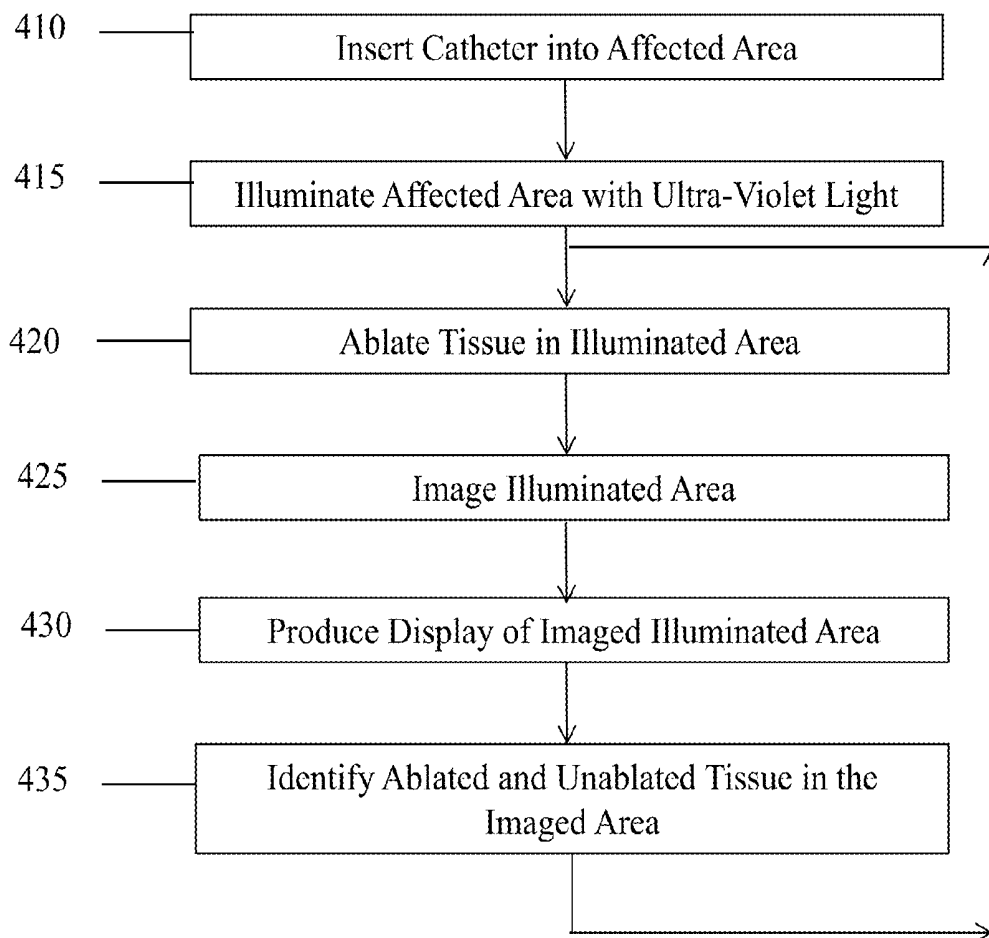 410
Insert Catheter into Affected Area
415
Illuminate Affected Area with Ultra-Violet Light
420
Ablate Tissue in Illuminated Area
425
Image Illuminated Area
430
Produce Display of Imaged Illuminated Area
435
Identify Ablated and Unablated Tissue in the
Imaged Area